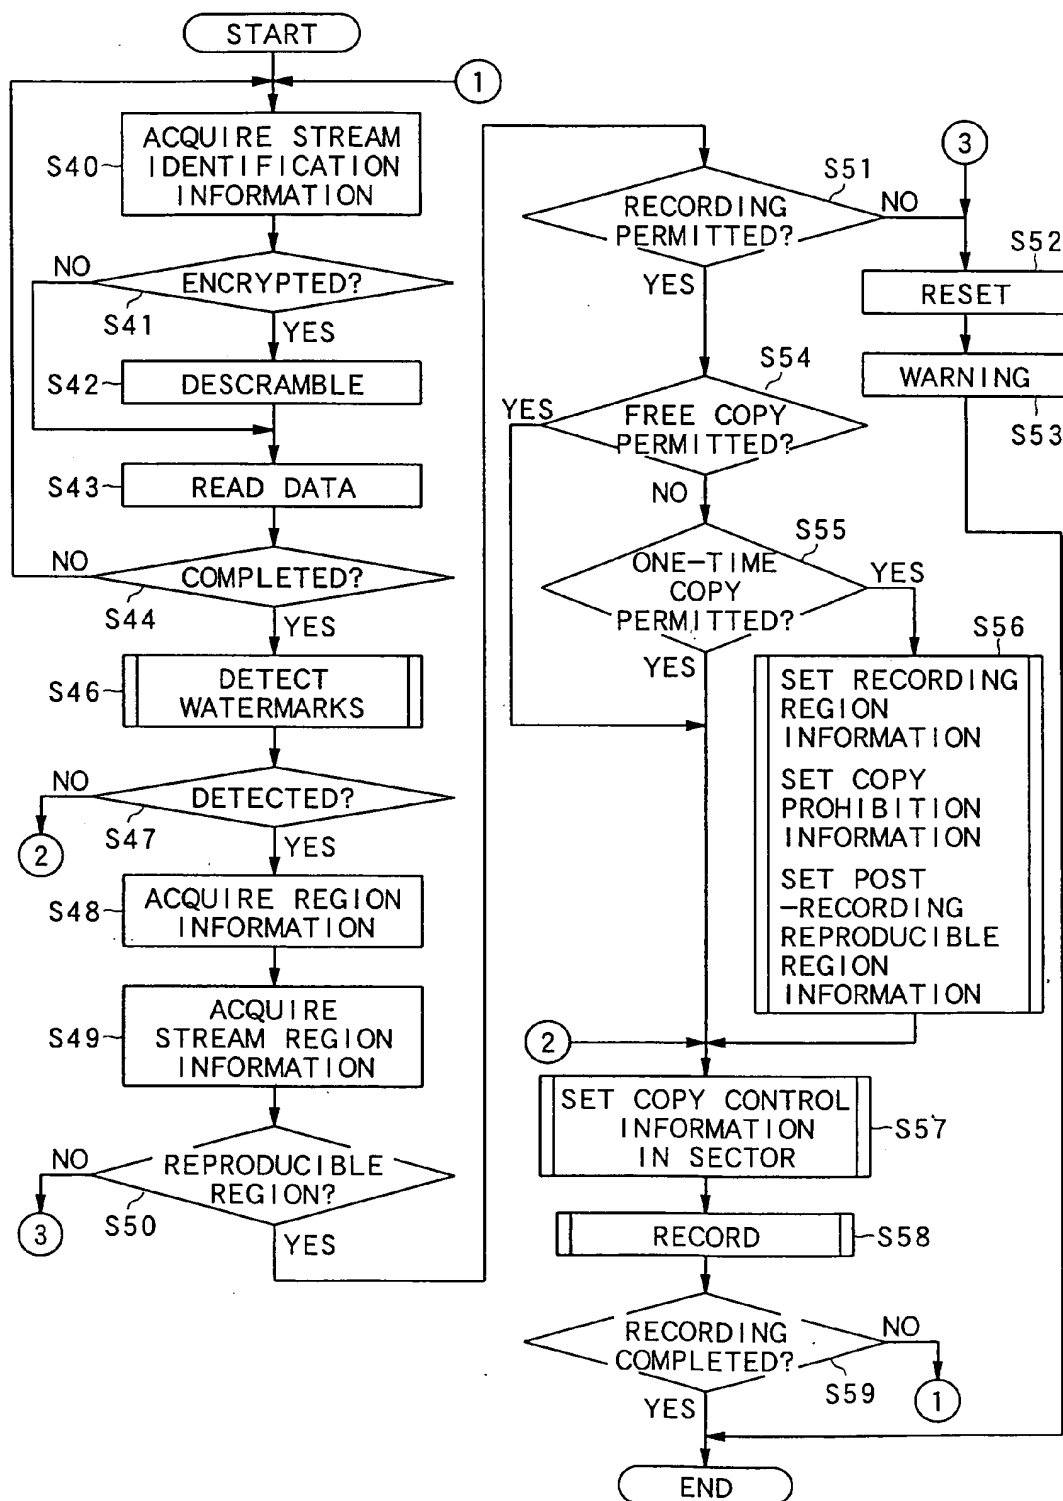 START
1
ACQUIRE STREAM
IDENTIFICATION
INFORMATION
S40
NO
ENCRYPTED?
S41
YES
S42
DESCRAMBLE
S43
READ DATA
NO
COMPLETED?
S44
YES
S46
DETECT
WATERMARKS
NO
DETECTED?
2
S47
YES
S48
ACQUIRE REGION
INFORMATION
S49
ACQUIRE
STREAM REGION
INFORMATION
NO
REPRODUCIBLE
REGION?
3
S50
YES
3
S51
RECORDING
PERMITTED?
NO
YES
S52
RESET
WARNING
S53
S54
YES
FREE COPY
PERMITTED?
NO
S55
ONE-TIME
COPY
PERMITTED?
YES
YES
S56
SET RECORDING
REGION
INFORMATION
SET COPY
PROHIBITION
INFORMATION
SET POST
-RECORDING
REPRODUCIBLE
REGION
INFORMATION
2
SET COPY CONTROL
INFORMATION
IN SECTOR
S57
RECORD
S58
RECORDING
COMPLETED?
NO
S59
1
YES
END